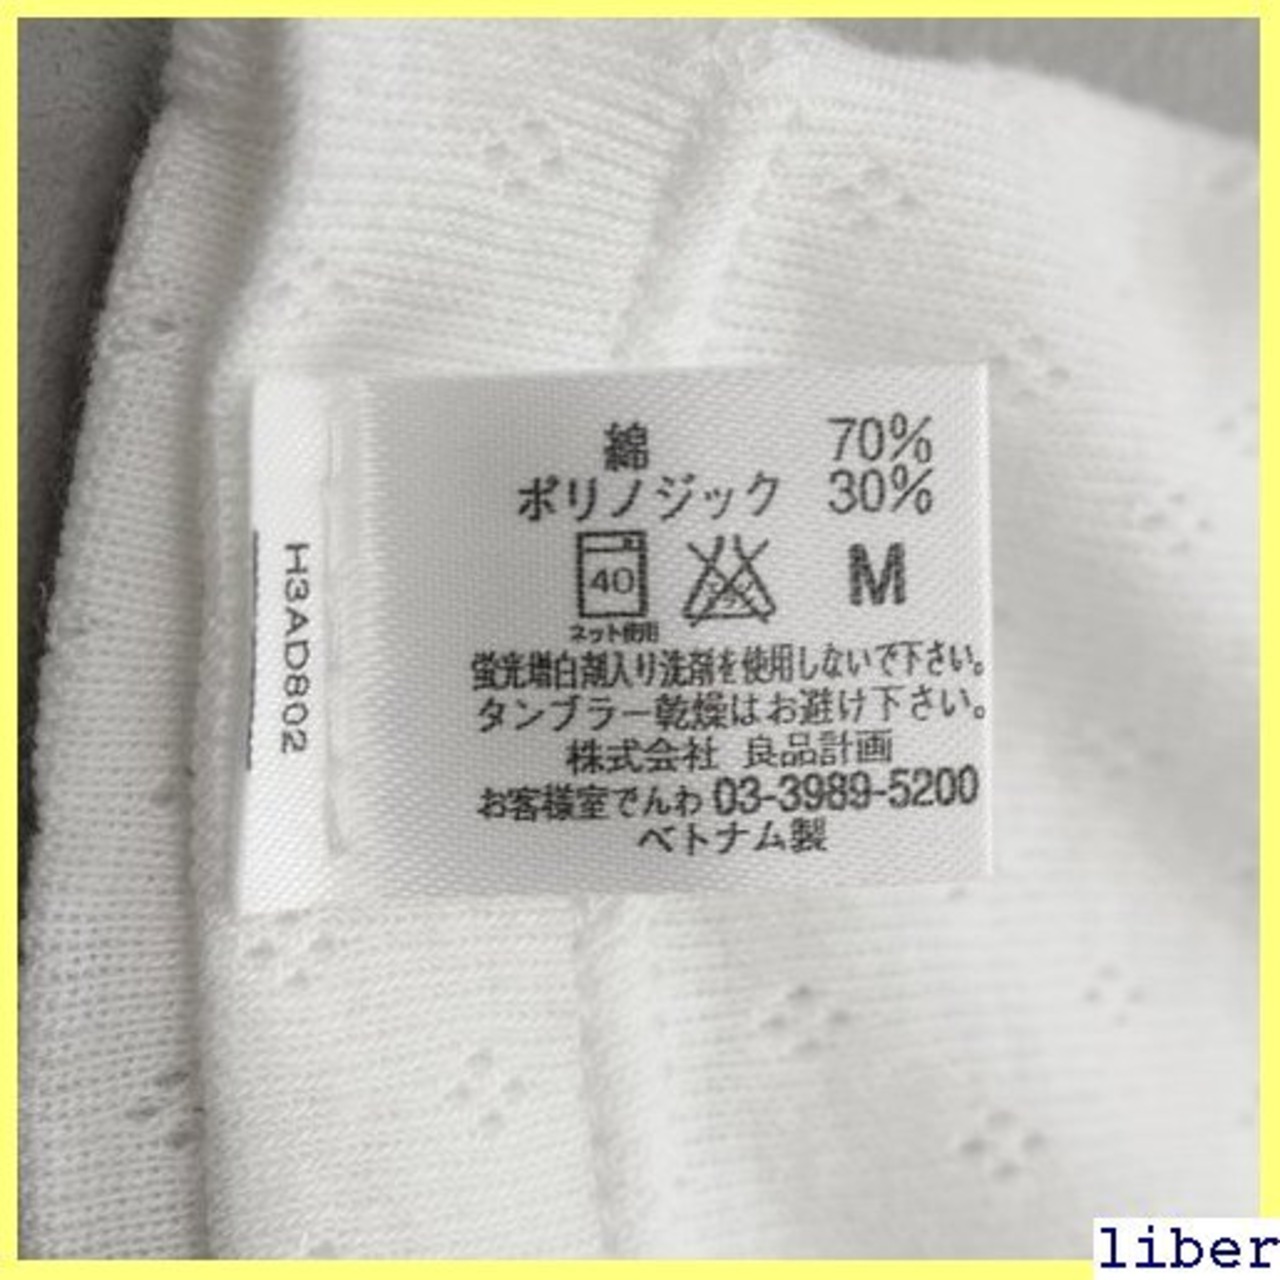 綿 70%
ポリノジック 30%
40 M
ネット使用
蛍光増白剤入り洗剤を使用しないで下さい。
タンブラー乾燥はお避け下さい。
株式会社 良品計画
お客様室でんわ 03-3989-5200
ベトナム製
H3AD802
liber